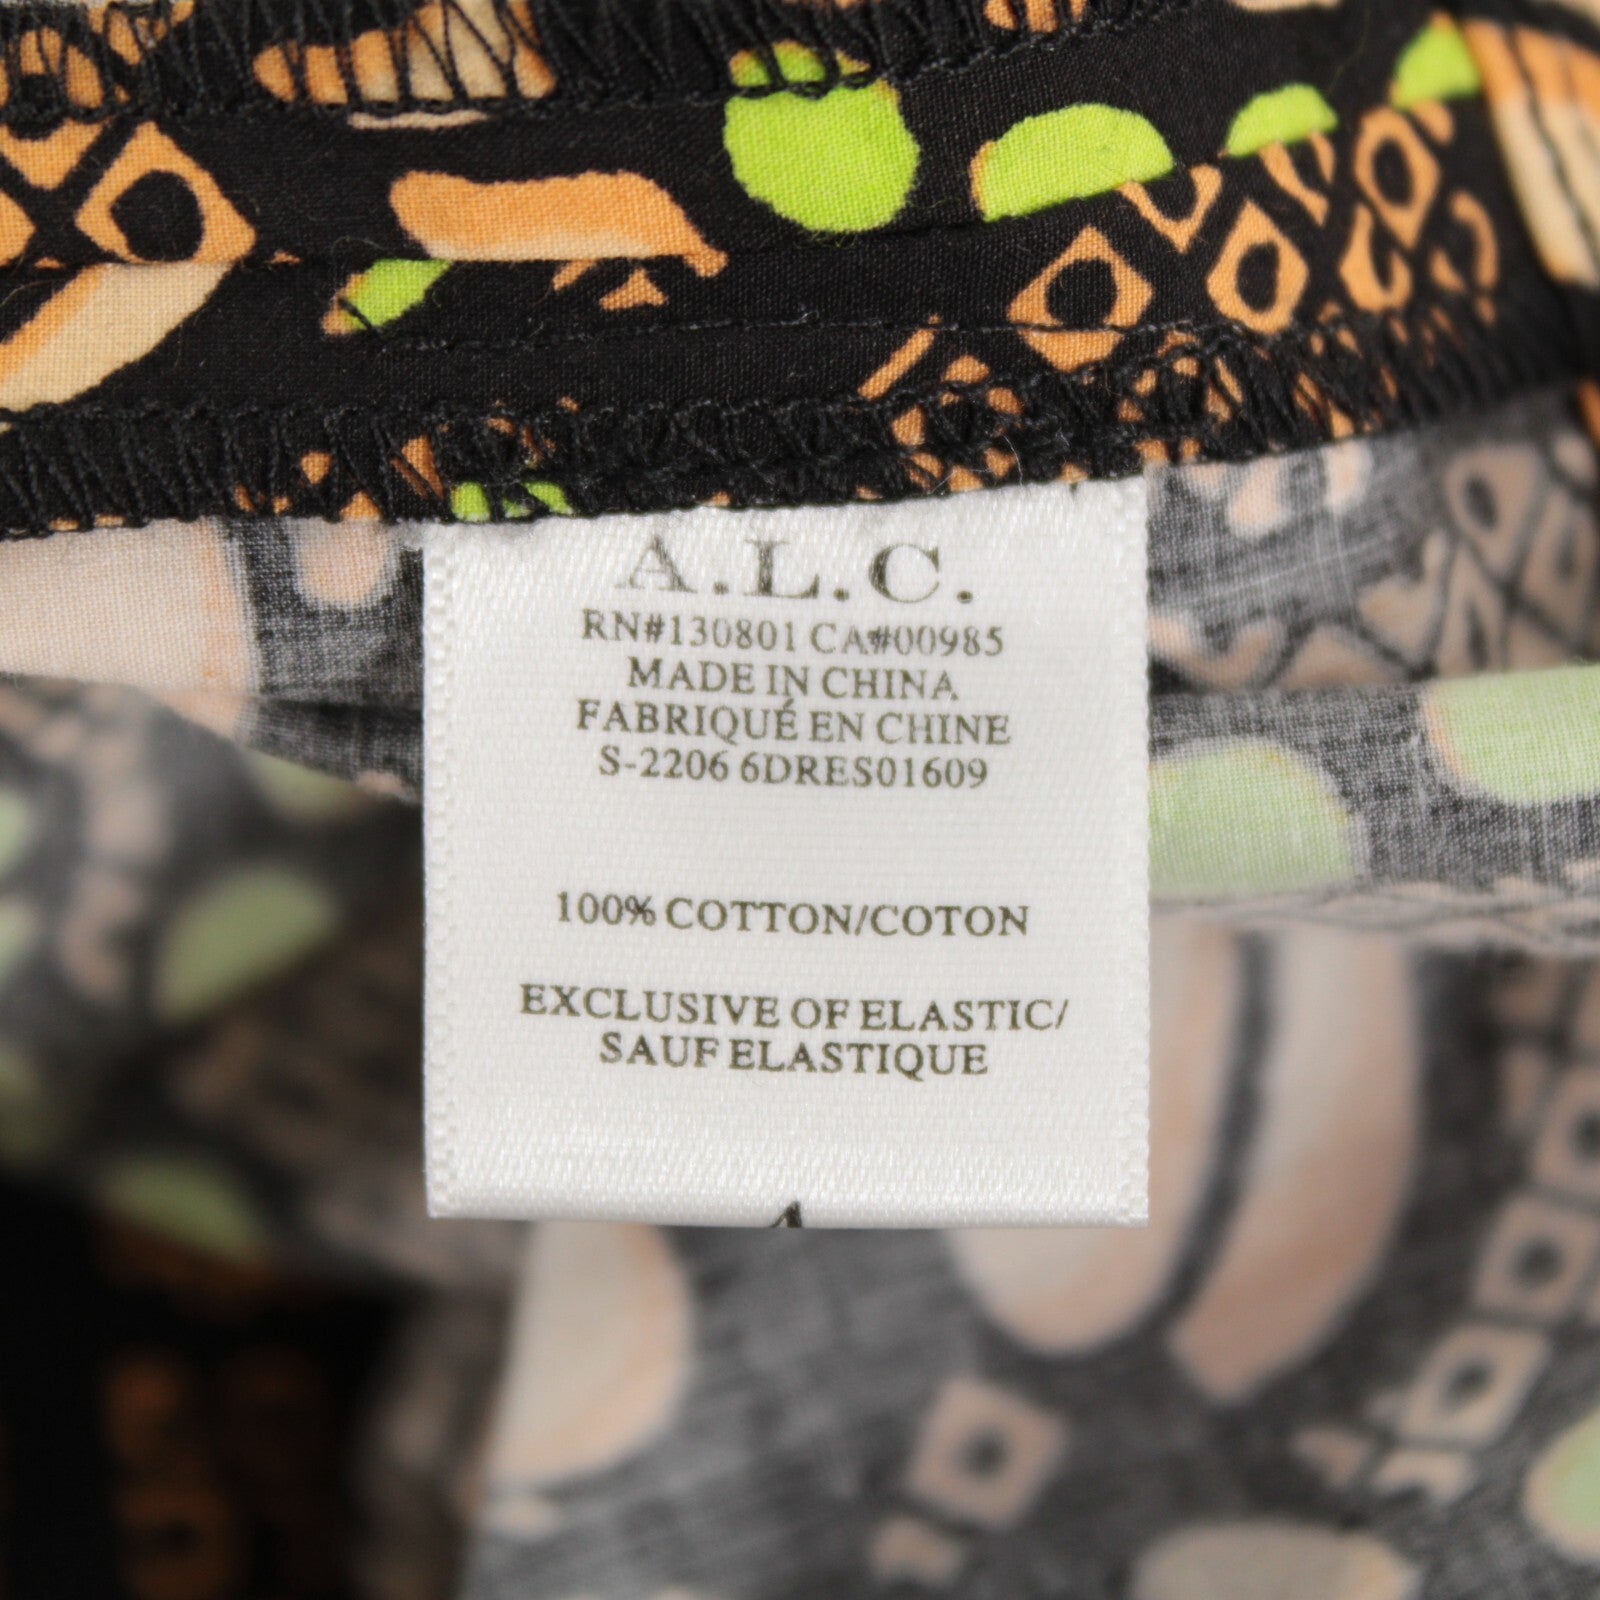 A.L.C.
RN#130801 CA#00985
MADE IN CHINA
FABRIQUÉ EN CHINE
S-2206 6DRES01609
100% COTTON/COTON
EXCLUSIVE OF ELASTIC/
SAUF ELASTIQUE